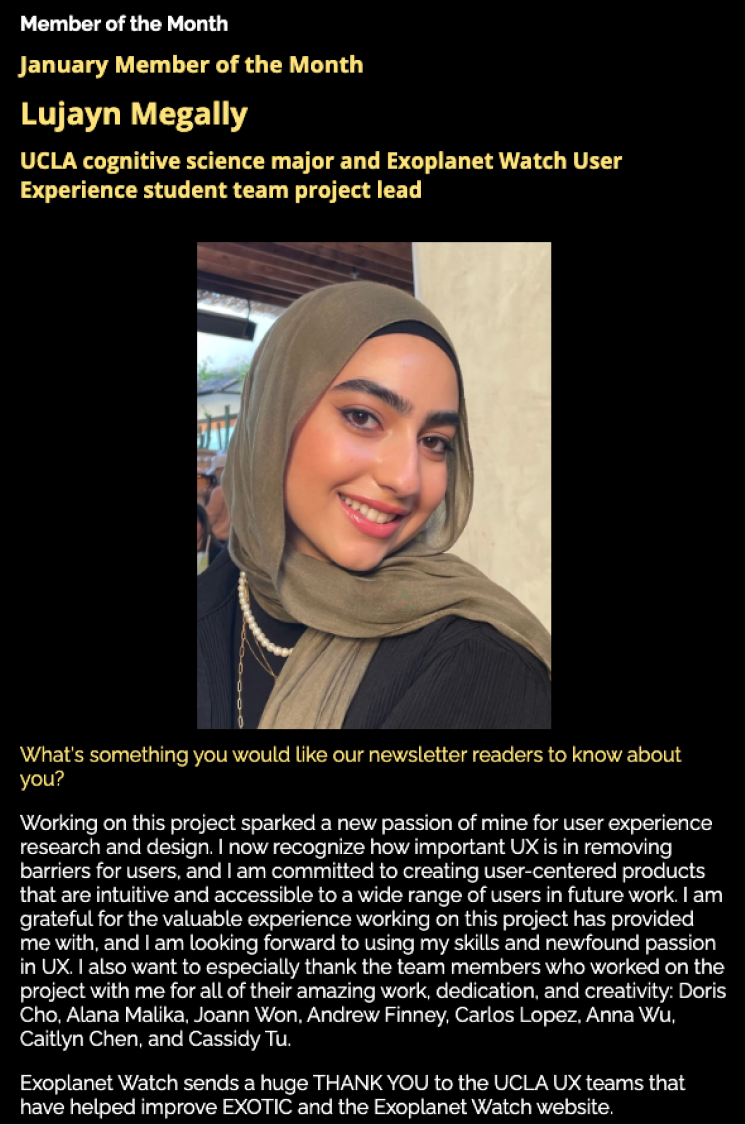 Member of the Month
January Member of the Month
Lujayn Megally
UCLA cognitive science major and Exoplanet Watch User
Experience student team project lead
What's something you would like our newsletter readers to know about
you?
Working on this project sparked a new passion of mine for user experience
research and design. I now recognize how important UX is in removing
barriers for users, and I am committed to creating user-centered products
that are intuitive and accessible to a wide range of users in future work. I am
grateful for the valuable experience working on this project has provided
me with, and I am looking forward to using my skills and newfound passion
in UX. I also want to especially thank the team members who worked on the
project with me for all of their amazing work, dedication, and creativity: Doris
Cho, Alana Malika, Joann Won, Andrew Finney, Carlos Lopez, Anna Wu,
Caitlyn Chen, and Cassidy Tu.
Exoplanet Watch sends a huge THANK YOU to the UCLA UX teams that
have helped improve EXOTIC and the Exoplanet Watch website.